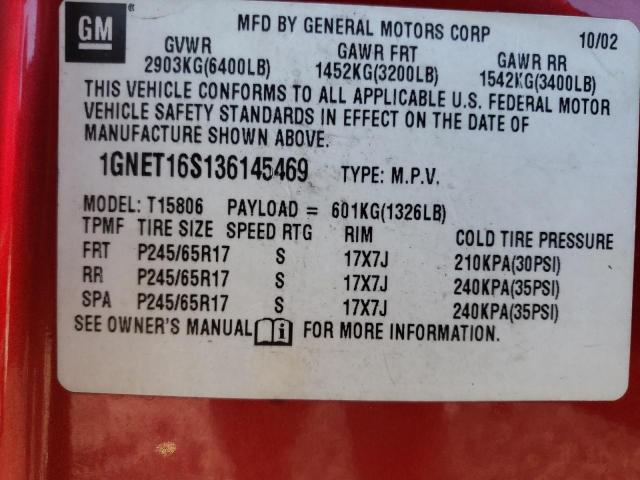 GM
MFD BY GENERAL MOTORS CORP 10/02
GVWR GAWR FRT GAWR RR
2903KG(6400LB) 1452KG(3200LB) 1542KG(3400LB)
THIS VEHICLE CONFORMS TO ALL APPLICABLE U.S. FEDERAL MOTOR
VEHICLE SAFETY STANDARDS IN EFFECT ON THE DATE OF
MANUFACTURE SHOWN ABOVE.
1GNET16S136145469 TYPE: M.P.V.
MODEL: T15806 PAYLOAD = 601KG(1326LB)
TPMF TIRE SIZE SPEED RTG RIM COLD TIRE PRESSURE
FRT P245/65R17 S 17X7J 210KPA(30PSI)
RR P245/65R17 S 17X7J 240KPA(35PSI)
SPA P245/65R17 S 17X7J 240KPA(35PSI)
SEE OWNER'S MANUAL i FOR MORE INFORMATION.